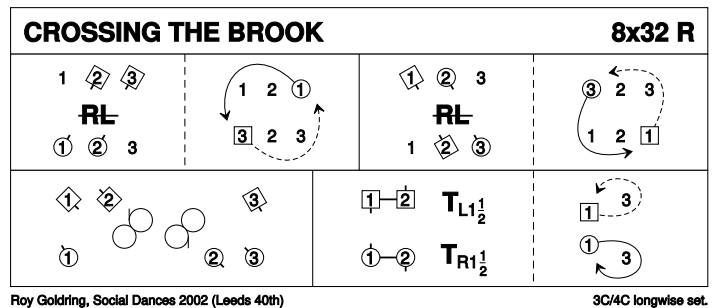 CROSSING THE BROOK 8x32 R
1 2 3 1 2 1 1 2 3 3 2 3
RL RL
1 2 3 3 2 3 1 2 3 1 2 1
1 2 3 1 2 TL1½ 1 3
1 2 3 1 2 TR1½ 1 3
Roy Goldring, Social Dances 2002 (Leeds 40th) 3C/4C longwise set.